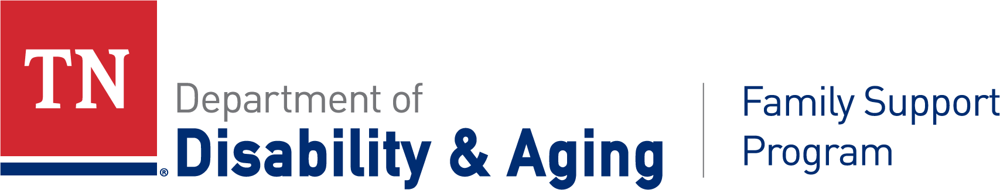 TN
®
Department of
Disability & Aging
Family Support
Program